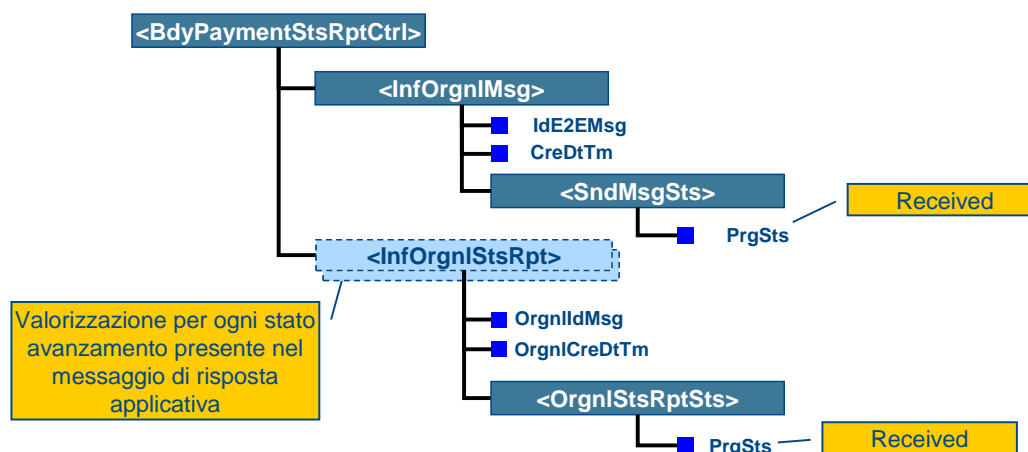 <BdyPaymentStsRptCtrl>
<InfOrgnlMsg>
IdE2EMsg
CreDtTm
<SndMsgSts>
Received
PrgSts
<InfOrgnlStsRpt>
Valorizzazione per ogni stato
avanzamento presente nel
messaggio di risposta
applicativa
OrgnlIdMsg
OrgnlCreDtTm
<OrgnlStsRptSts>
Received
PrgSts